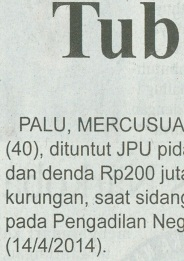 Tub
PALU, MERCUSUA
(40), dituntut JPU pida
dan denda Rp200 juta
kurungan, saat sidang
pada Pengadilan Neg
(14/4/2014).